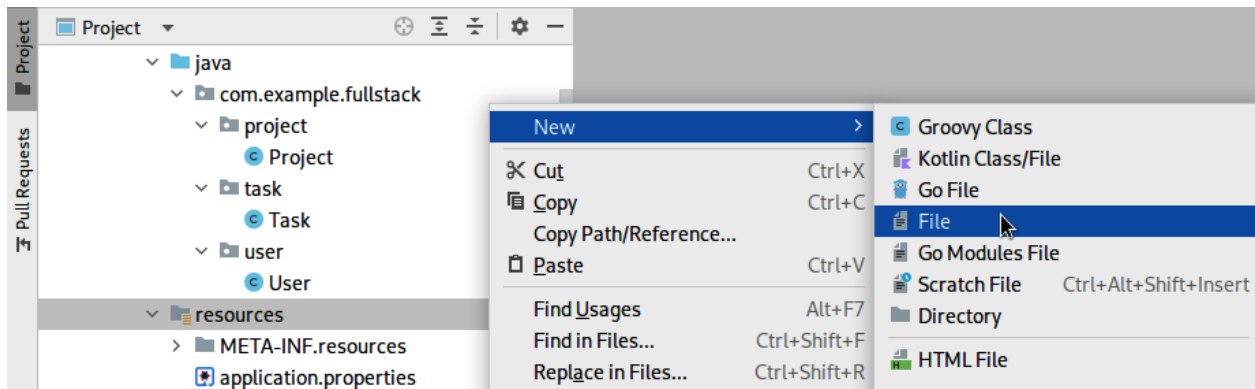 Project
Pull Requests
Project
java
com.example.fullstack
project
Project
task
Task
user
User
resources
META-INF.resources
application.properties
New
Cut Ctrl+X
Copy Ctrl+C
Copy Path/Reference...
Paste Ctrl+V
Find Usages Alt+F7
Find in Files... Ctrl+Shift+F
Replace in Files... Ctrl+Shift+R
Groovy Class
Kotlin Class/File
Go File
File
Go Modules File
Scratch File Ctrl+Alt+Shift+Insert
Directory
HTML File